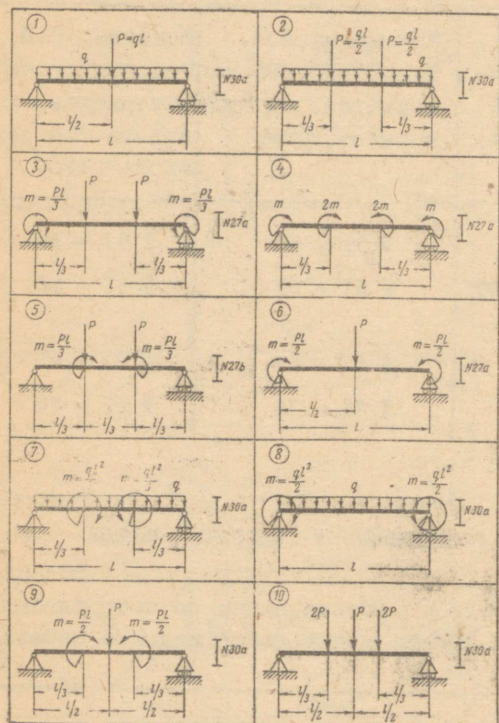 1
P=ql
q
N30a
l/2
l
2
P=ql/2 P=ql/2
q
N30a
l/3 l/3
l
3
m=Pl/3 P P m=Pl/3
N27a
l/3 l/3
l
4
m 2m 2m m
N27a
l/3 l/3
l
5
m=Pl/3 P P m=Pl/3
l/3 l/3 l/3
6
m=Pl/2 P m=Pl/2
N27a
l/2
l
7
q
N30a
l/3 l/3
l
8
m=ql²/2 q m=ql²/2
N30a
l
9
m=Pl/2 P m=Pl/2
N30a
l/3 l/3
l/2 l/2
10
2P P 2P
N30a
l/3 l/3
l/2 l/2